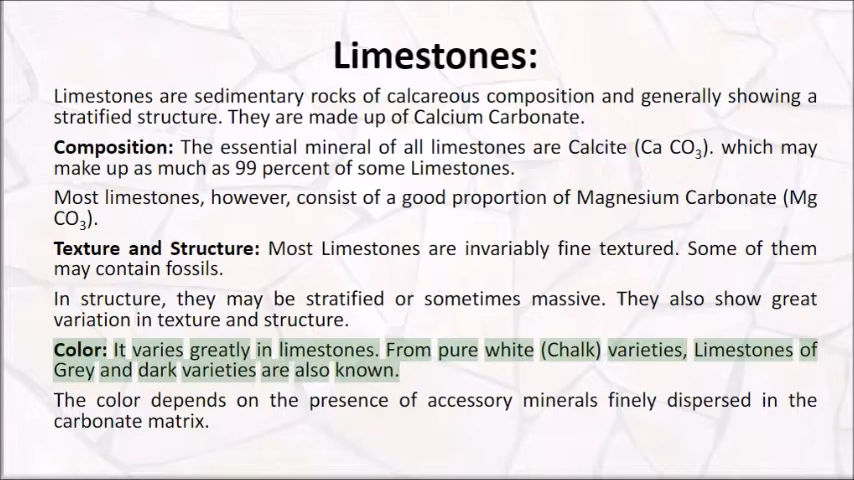 Limestones:
Limestones are sedimentary rocks of calcareous composition and generally showing a
stratified structure. They are made up of Calcium Carbonate.
Composition: The essential mineral of all limestones are Calcite (Ca CO₃). which may
make up as much as 99 percent of some Limestones.
Most limestones, however, consist of a good proportion of Magnesium Carbonate (Mg
CO₃).
Texture and Structure: Most Limestones are invariably fine textured. Some of them
may contain fossils.
In structure, they may be stratified or sometimes massive. They also show great
variation in texture and structure.
Color: It varies greatly in limestones. From pure white (Chalk) varieties, Limestones of
Grey and dark varieties are also known.
The color depends on the presence of accessory minerals finely dispersed in the
carbonate matrix.